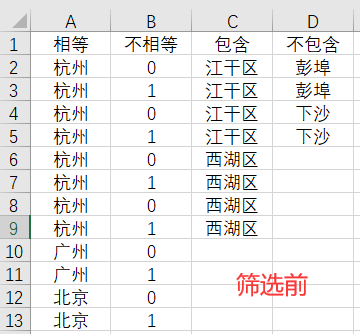 A B C D
1 相等 不相等 包含 不包含
2 杭州 0 江干区 彭埠
3 杭州 1 江干区 彭埠
4 杭州 0 江干区 下沙
5 杭州 1 江干区 下沙
6 杭州 0 西湖区
7 杭州 1 西湖区
8 杭州 0 西湖区
9 杭州 1 西湖区
10 广州 0
11 广州 1 筛选前
12 北京 0
13 北京 1